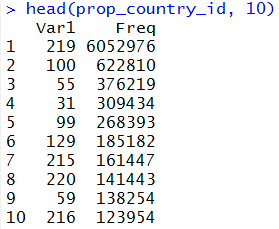 > head(prop_country_id, 10)
Var1 Freq
1 219 6052976
2 100 622810
3 55 376219
4 31 309434
5 99 268393
6 129 185182
7 215 161447
8 220 141443
9 59 138254
10 216 123954